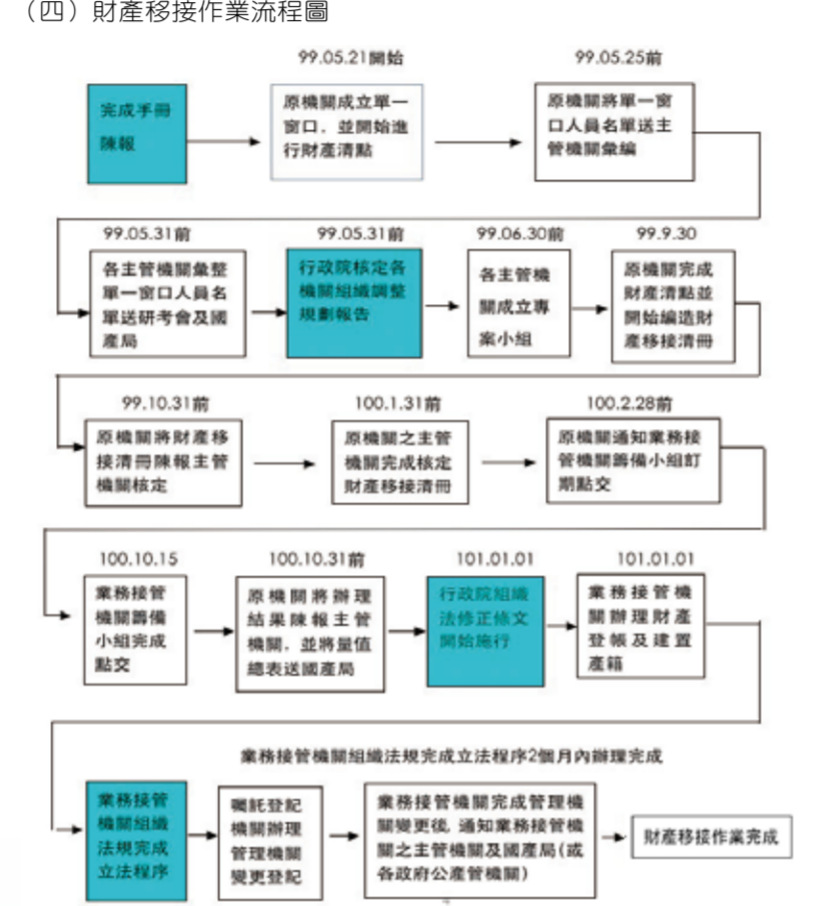 （四）財產移接作業流程圖
99.05.21開始
99.05.25前
完成手冊
陳報
原機關成立單一
窗口，並開始進
行財產清點
原機關將單一窗
口人員名單送主
管機關彙編
99.05.31前
99.05.31前
99.06.30前
99.9.30
各主管機關彙整
單一窗口人員名
單送研考會及國
產局
行政院核定各
機關組織調整
規劃報告
各主管機
關成立專
案小組
原機關完成
財產清點並
開始編造財
產移接清冊
99.10.31前
100.1.31前
100.2.28前
原機關將財產移
接清冊陳報主管
機關核定
原機關之主管
機關完成核定
財產移接清冊
原機關通知業務接
管機關籌備小組訂
期點交
100.10.15
100.10.31前
101.01.01
101.01.01
業務接管
機關籌備
小組完成
點交
原機關將辦理
結果陳報主管
機關，並將量值
總表送國產局
行政院組織
法修正條文
開始施行
業務接管機
關辦理財產
登帳及建置
產籍
業務接管機關組織法規完成立法程序2個月內辦理完成
業務接管
機關組織
法規完成
立法程序
囑託登記
機關辦理
管理機關
變更登記
業務接管機關完成管理機
關變更後，通知業務接管機
關之主管機關及國產局(或
各政府公產管機關)
財產移接作業完成